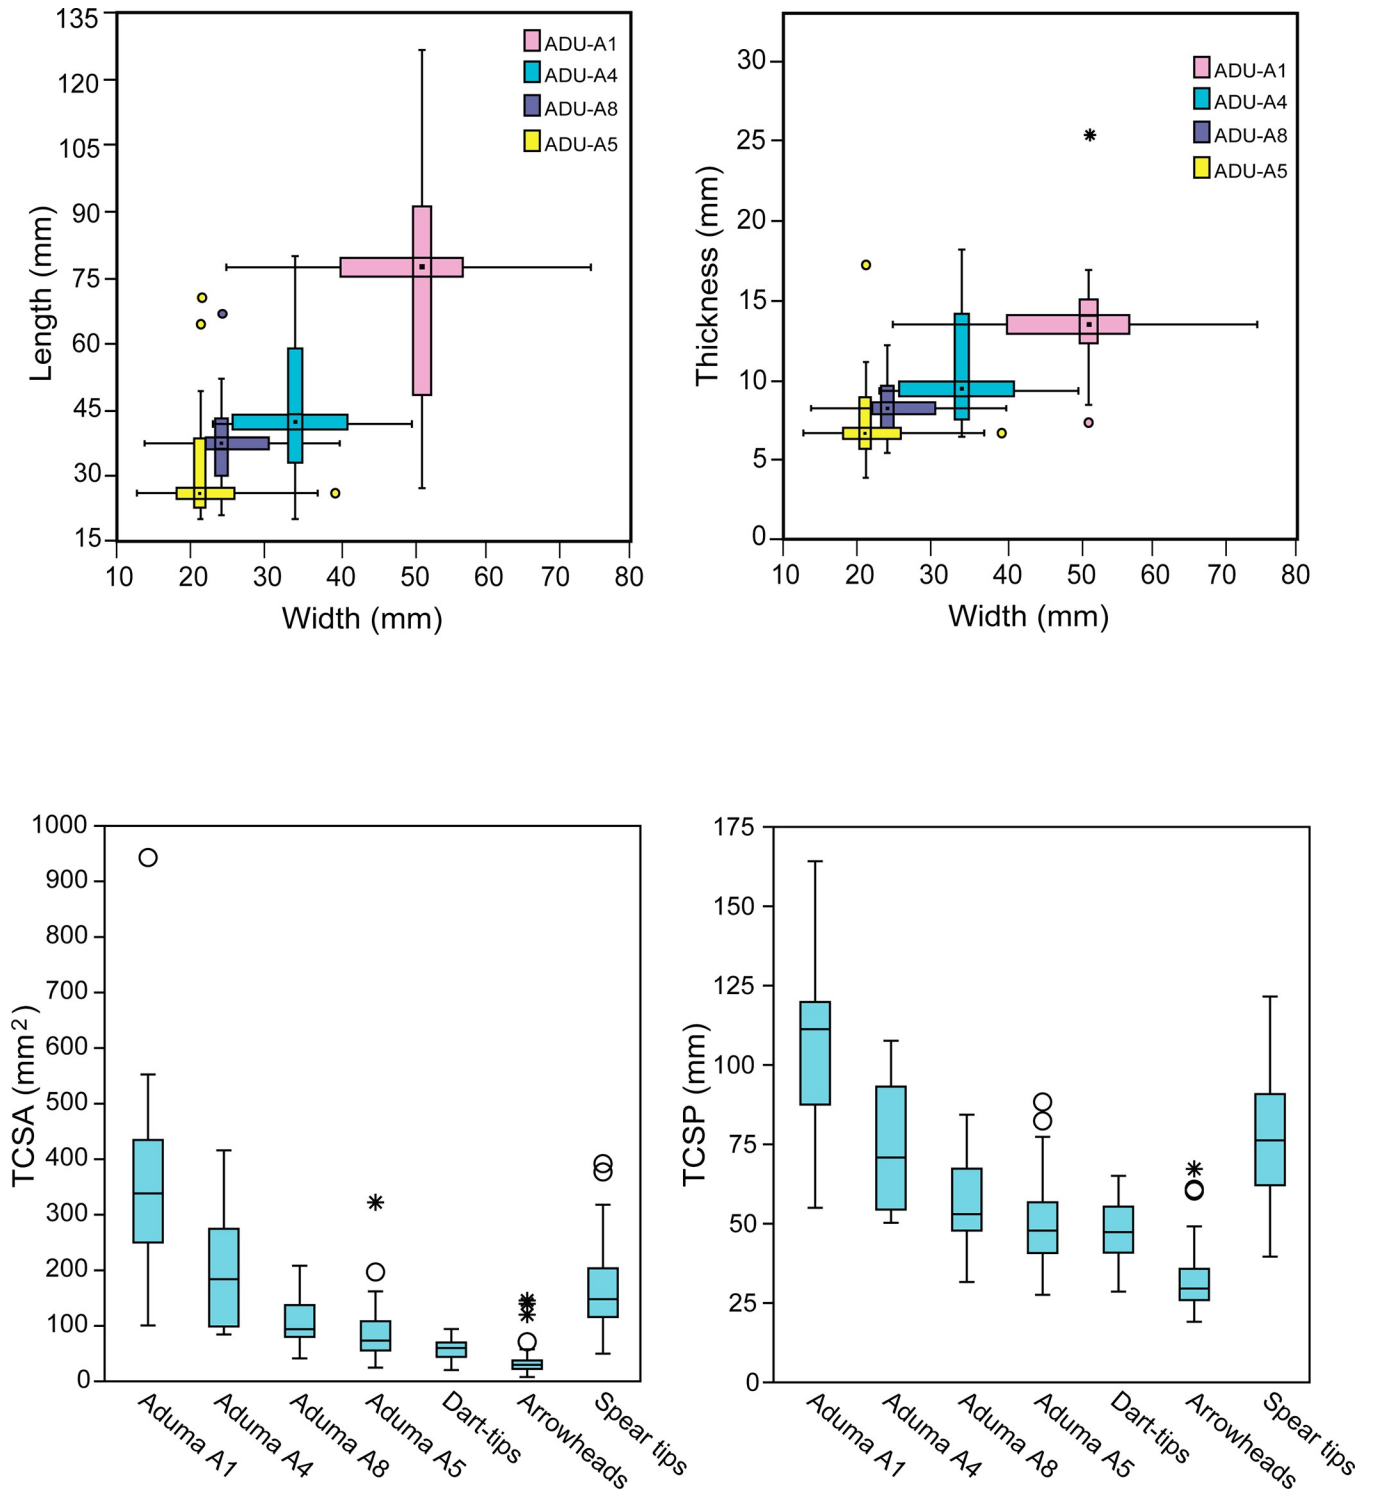 135
120
105
90
75
60
45
30
15
Length (mm)
ADU-A1
ADU-A4
ADU-A8
ADU-A5
10 20 30 40 50 60 70 80
Width (mm)
30
25
20
15
10
5
0
Thickness (mm)
ADU-A1
ADU-A4
ADU-A8
ADU-A5
10 20 30 40 50 60 70 80
Width (mm)
1000
900
800
700
600
500
400
300
200
100
0
TCSA (mm²)
Aduma A1
Aduma A4
Aduma A8
Aduma A5
Dart-tips
Arrowheads
Spear tips
175
150
125
100
75
50
25
0
TCSP (mm)
Aduma A1
Aduma A4
Aduma A8
Aduma A5
Dart-tips
Arrowheads
Spear tips